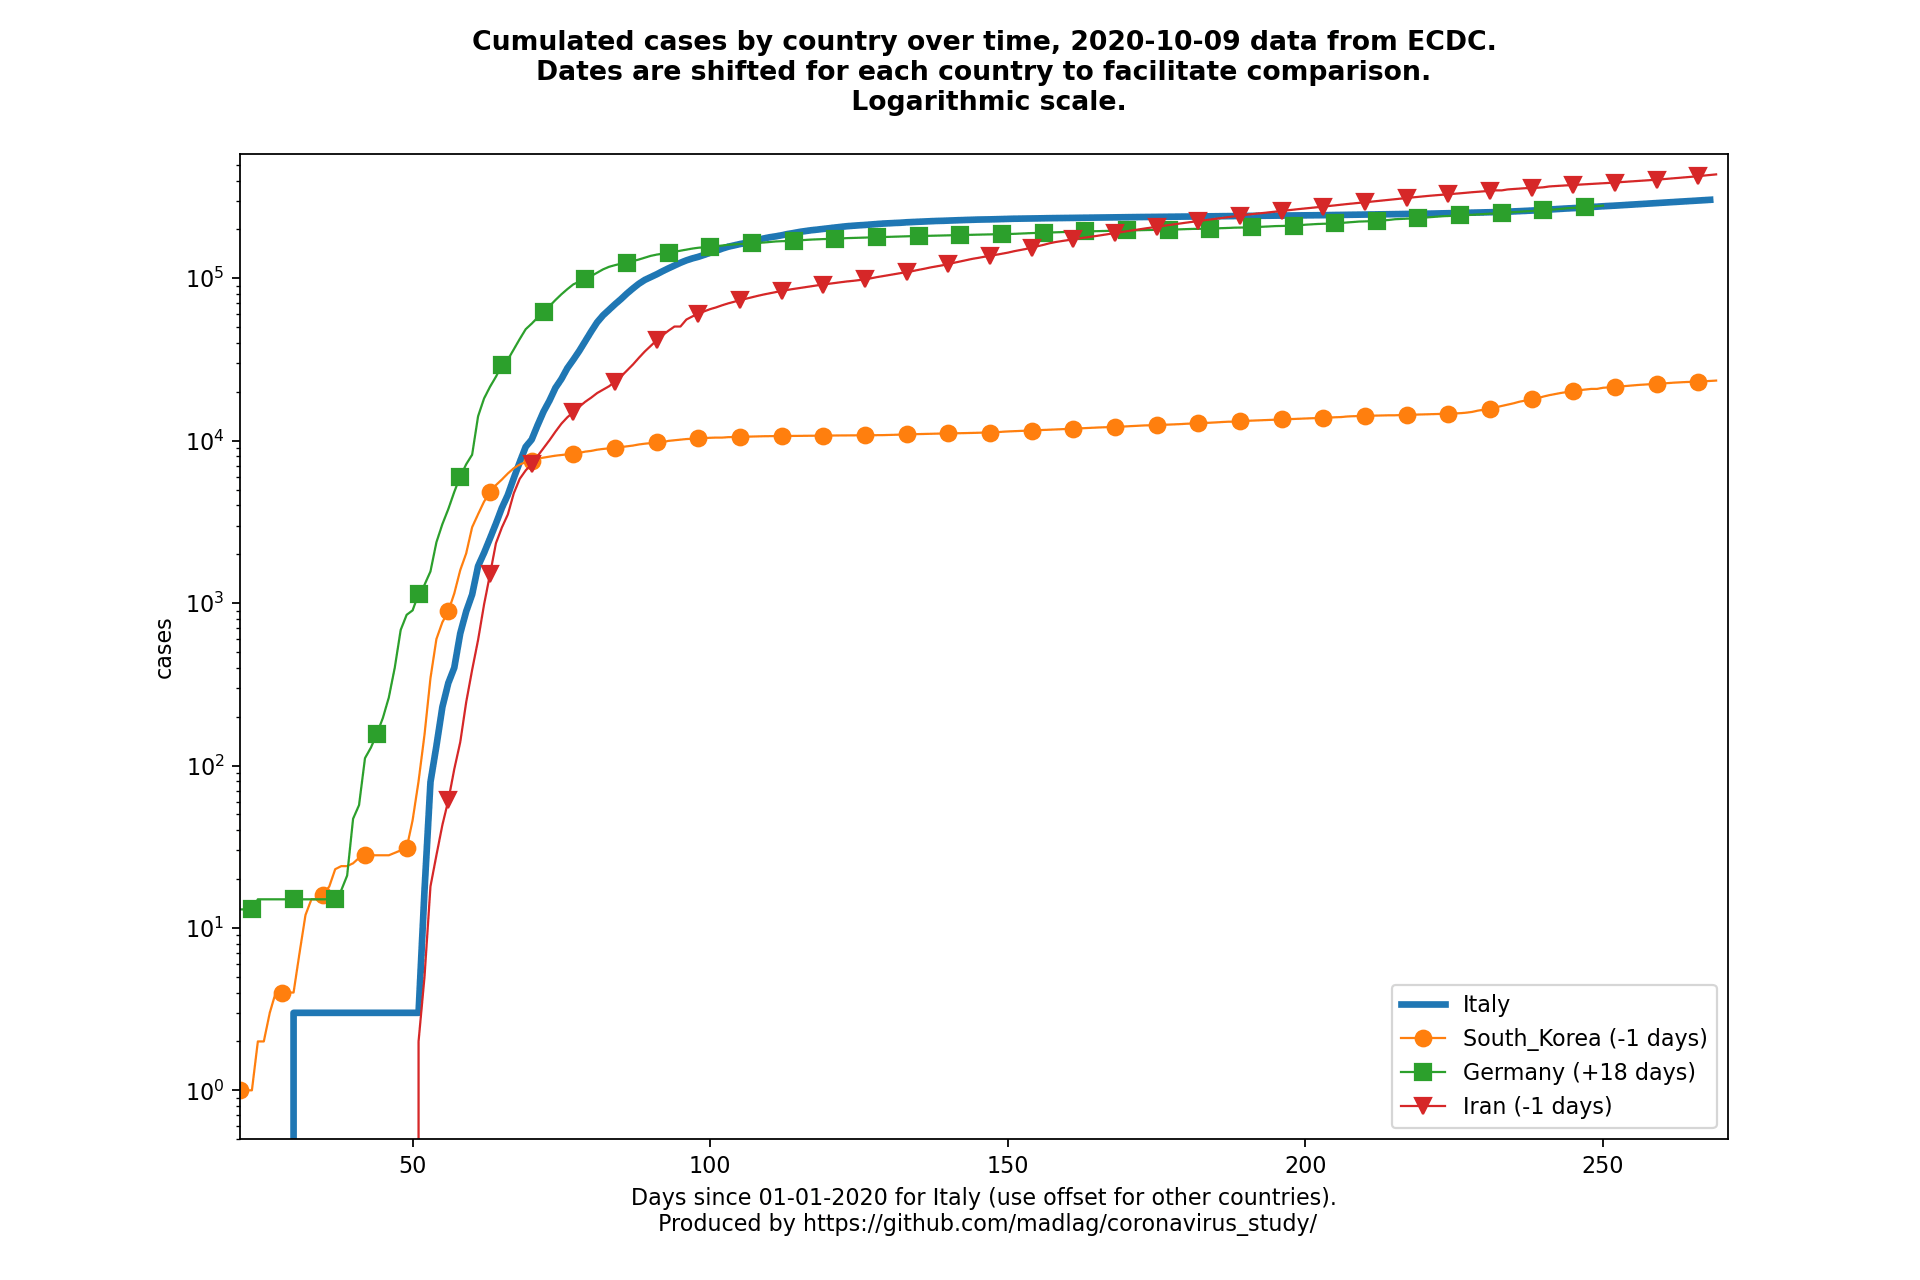 Cumulated cases by country over time, 2020-10-09 data from ECDC.
Dates are shifted for each country to facilitate comparison.
Logarithmic scale.
10^5
10^4
10^3
10^2
10^1
10^0
cases
Italy
South_Korea (-1 days)
Germany (+18 days)
Iran (-1 days)
50 100 150 200 250
Days since 01-01-2020 for Italy (use offset for other countries).
Produced by https://github.com/madlag/coronavirus_study/